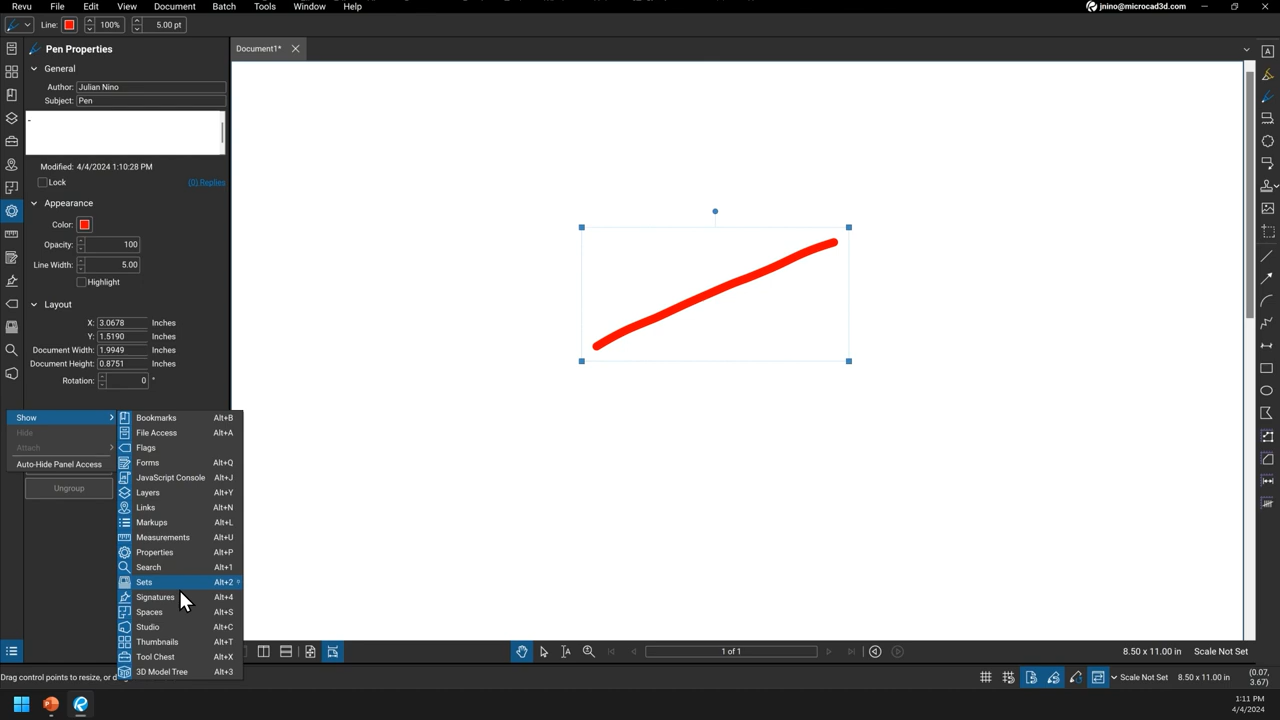 Revu File Edit View Document Batch Tools Window Help jnino@microcad3d.com
Line: 100% 5.00 pt
Pen Properties
Document1*
General
Author: Julian Nino
Subject: Pen
-
Modified: 4/4/2024 1:10:28 PM
Lock (0) Replies
Appearance
Color:
Opacity: 100
Line Width: 5.00
Highlight
Layout
X: 3.0678 Inches
Y: 1.5190 Inches
Document Width: 1.9949 Inches
Document Height: 0.8751 Inches
Rotation: 0 °
Show
Hide
Attach
Auto-Hide Panel Access
Ungroup
Bookmarks Alt+B
File Access Alt+A
Flags
Forms Alt+Q
JavaScript Console Alt+J
Layers Alt+Y
Links Alt+N
Markups Alt+L
Measurements Alt+U
Properties Alt+P
Search Alt+1
Sets Alt+2
Signatures Alt+4
Spaces Alt+S
Studio Alt+C
Thumbnails Alt+T
Tool Chest Alt+X
3D Model Tree Alt+3
1 of 1
8.50 x 11.00 in Scale Not Set
Drag control points to resize, or
Scale Not Set 8.50 x 11.00 in (0.07, 3.67)
1:11 PM
4/4/2024